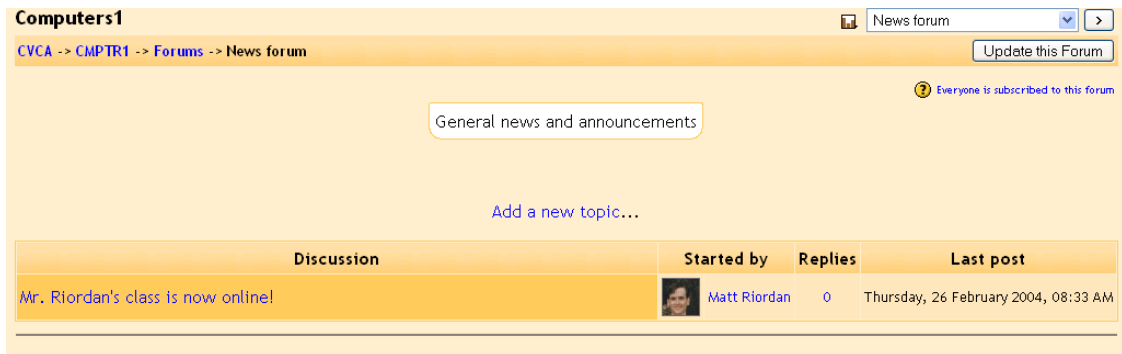 Computers1 News forum >
CVCA -> CMPTR1 -> Forums -> News forum Update this Forum
? Everyone is subscribed to this forum
General news and announcements
Add a new topic...
Discussion Started by Replies Last post
Mr. Riordan's class is now online! Matt Riordan 0 Thursday, 26 February 2004, 08:33 AM